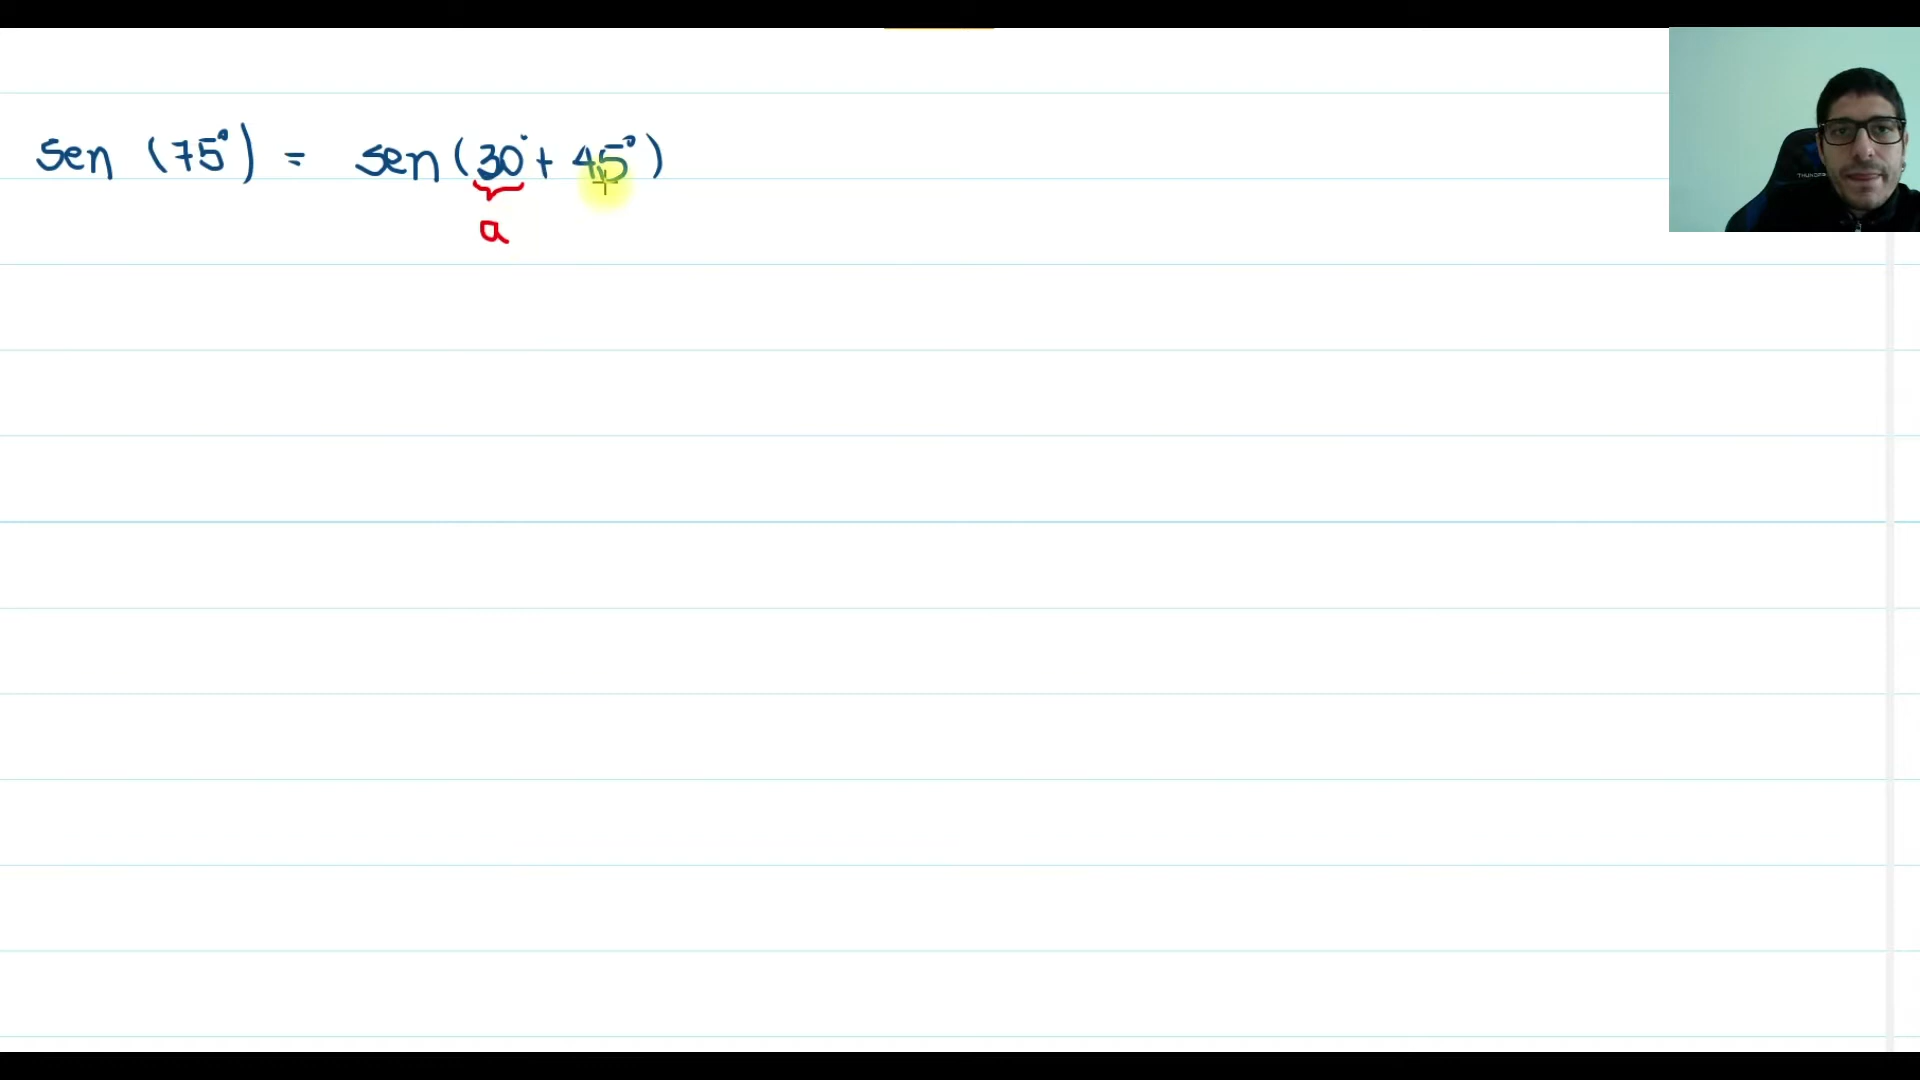 sen (75°) = sen (30° + 45°)
a